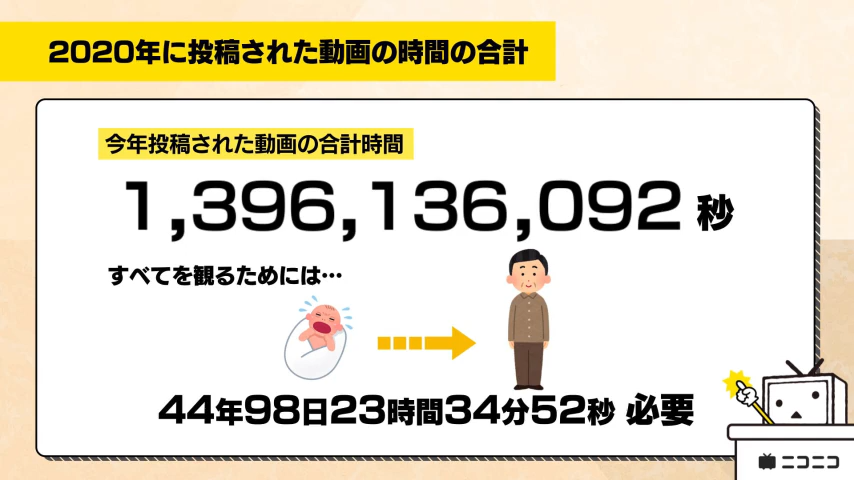 2020年に投稿された動画の時間の合計
今年投稿された動画の合計時間
1,396,136,092 秒
すべてを観るためには…
44年98日23時間34分52秒 必要
ニコニコ